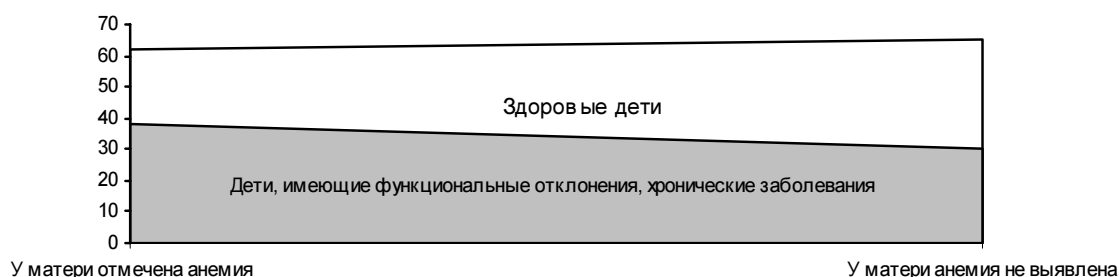 70
60
50
40
30
20
10
0
Здоровые дети
Дети, имеющие функциональные отклонения, хронические заболевания
У матери отмечена анемия
У матери анемия не выявлена